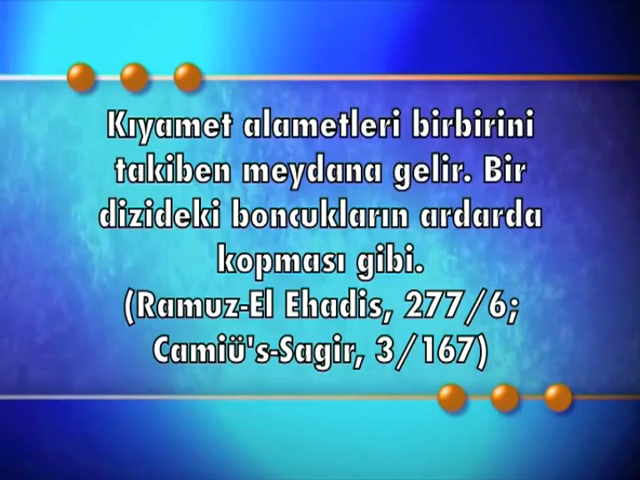 Kıyamet alametleri birbirini
takiben meydana gelir. Bir
dizideki boncukların ardarda
kopması gibi.
(Ramuz-El Ehadis, 277/6;
Camiü's-Sagir, 3/167)